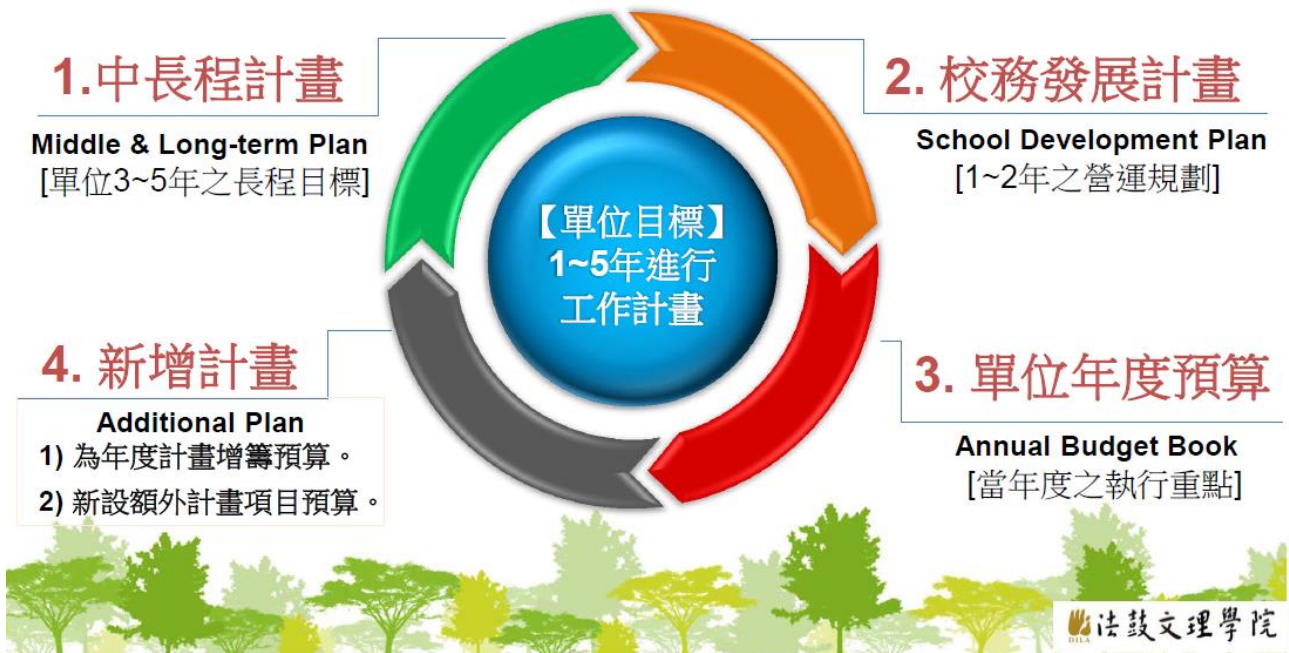 1.中長程計畫
Middle & Long-term Plan
[單位3~5年之長程目標]
2. 校務發展計畫
School Development Plan
[1~2年之營運規劃]
【單位目標】
1~5年進行
工作計畫
4. 新增計畫
Additional Plan
1) 為年度計畫增籌預算。
2) 新設額外計畫項目預算。
3. 單位年度預算
Annual Budget Book
[當年度之執行重點]
DILA
法鼓文理學院